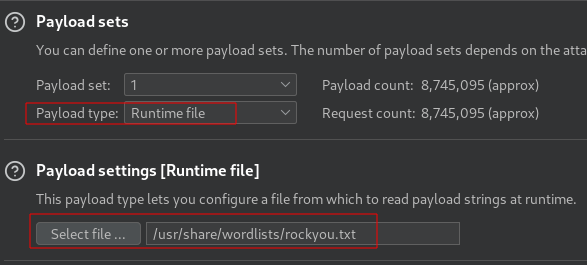 Payload sets
You can define one or more payload sets. The number of payload sets depends on the atta
Payload set: 1 Payload count: 8,745,095 (approx)
Payload type: Runtime file Request count: 8,745,095 (approx)
Payload settings [Runtime file]
This payload type lets you configure a file from which to read payload strings at runtime.
Select file ... /usr/share/wordlists/rockyou.txt